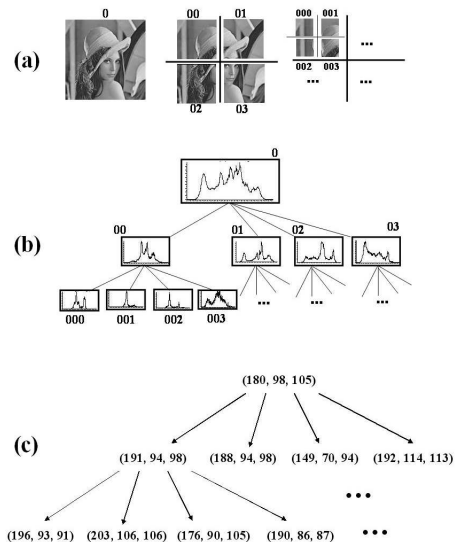 0 00 01 000 001
(a)
...
002 003
02 03
... ...
0
00 01 02 03
(b)
... ... ...
000 001 002 003
(180, 98, 105)
(c)
(191, 94, 98) (188, 94, 98) (149, 70, 94) (192, 114, 113)
...
(196, 93, 91) (203, 106, 106) (176, 90, 105) (190, 86, 87) ...